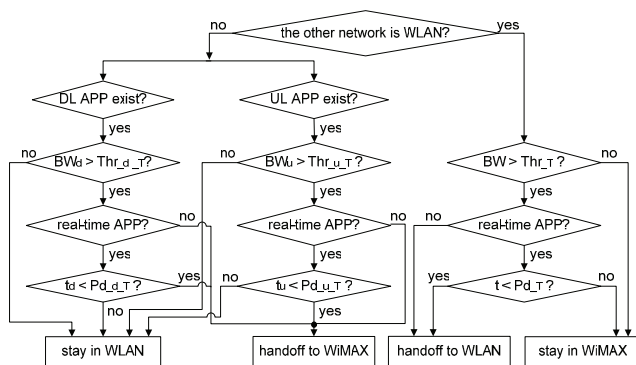 the other network is WLAN?
no
yes
DL APP exist?
UL APP exist?
yes
yes
no
BWd > Thr_d_T?
no
BWu > Thr_u_T?
BW > Thr_T ?
no
yes
yes
yes
real-time APP?
no
real-time APP?
no
no
real-time APP?
yes
yes
yes
td < Pd_d_T ?
yes
no
tu < Pd_u_T ?
yes
t < Pd_T ?
no
no
yes
stay in WLAN
handoff to WiMAX
handoff to WLAN
stay in WiMAX